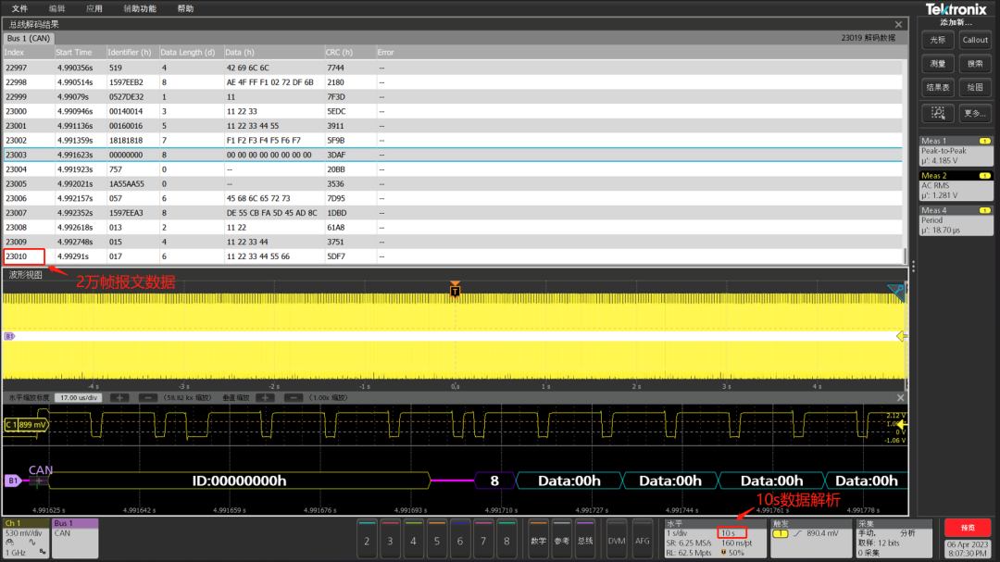 文件 编辑 应用 辅助功能 帮助
Tektronix
添加新...
总线解码结果
Bus 1 (CAN)
23019 解码数据
Index Start Time Identifier (h) Data Length (d) Data (h) CRC (h) Error
22997 4.990356s 519 4 42 69 6C 6C 7744 --
22998 4.990514s 1597EEB2 8 AE 4F FF F1 02 72 DF 6B 2180 --
22999 4.99079s 0527DE32 1 11 7F3D --
23000 4.990946s 00140014 3 11 22 33 5EDC --
23001 4.991136s 00160016 5 11 22 33 44 55 3911 --
23002 4.991359s 18181818 7 F1 F2 F3 F4 F5 F6 F7 5F9B --
23003 4.991623s 00000000 8 00 00 00 00 00 00 00 00 3DAF --
23004 4.991923s 757 0 -- 20BB --
23005 4.992021s 1A55AA55 0 -- 3536 --
23006 4.992157s 057 6 45 68 6C 65 72 73 7D95 --
23007 4.992352s 1597EEA3 8 DE 55 CB FA 5D 45 AD 8C 1DBD --
23008 4.992618s 013 2 11 22 61A8 --
23009 4.992748s 015 4 11 22 33 44 3751 --
23010 4.99291s 017 6 11 22 33 44 55 66 5DF7 --
光标 Callout
测量 搜索
结果表 绘图
更多...
Meas 1 1
Peak-to-Peak
μ': 4.185 V
Meas 2 1
AC RMS
μ': 1.281 V
Meas 4 1
Period
μ': 18.70 μs
波形视图
2万帧报文数据
T
B1
-4 s -3 s -2 s -1 s 0 s 1 s 2 s 3 s 4 s
水平缩放标度 17.00 us/div (58.82 kx 缩放) 垂直缩放 (1.00x 缩放)
C 1 899 mV
2.12 V
0 V
-1.06 V
CAN
B1 ID:00000000h 8 Data:00h Data:00h Data:00h Data:00h
4.991625 s 4.991642 s 4.991659 s 4.991676 s 4.991693 s 4.991710 s 4.991727 s 4.991744 s 4.991761 s 4.991778 s
10s数据解析
Ch 1
530 mV/div
1 GHz
Bus 1
CAN
2 3 4 5 6 7 8
数学 参考 总线 DVM AFG
水平
1 s/div 10 s
SR: 6.25 MS/s 160 ns/pt
RL: 62.5 Mpts 50%
触发
1 890.4 mV
采集
手动, 分析
取样: 12 bits
0 采集
预览
06 Apr 2023
8:07:30 PM